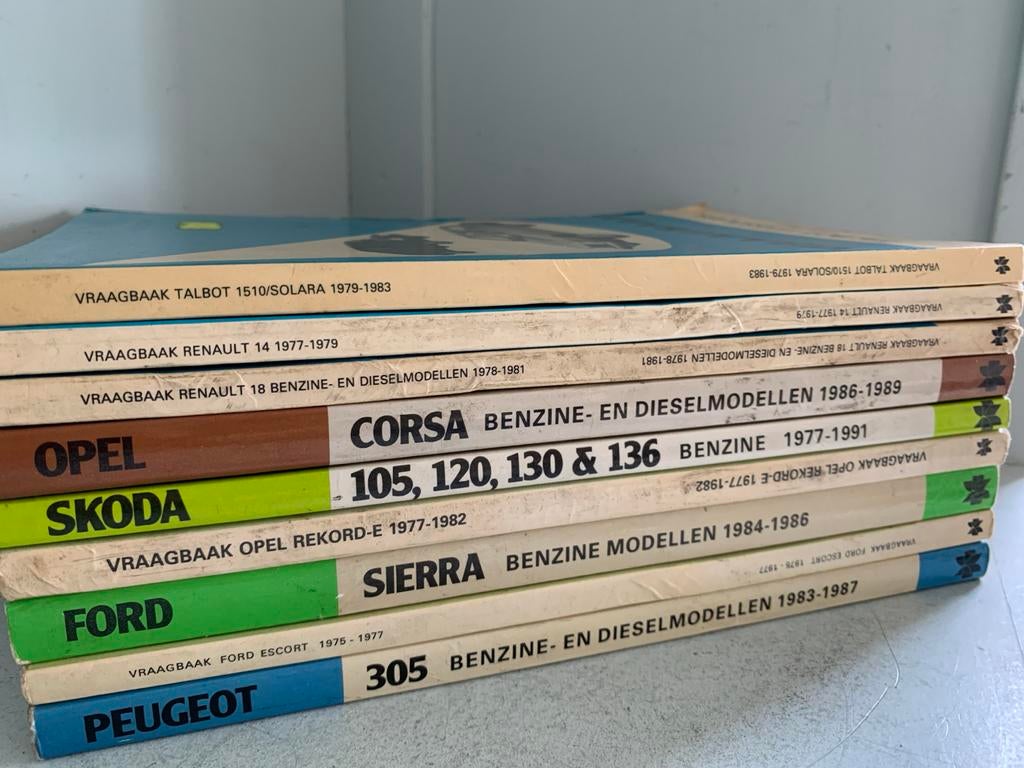 VRAAGBAAK TALBOT 1510/SOLARA 1979-1983 VRAAGBAAK TALBOT 1510/SOLARA 1979-1983
VRAAGBAAK RENAULT 14 1977-1979 VRAAGBAAK RENAULT 14 1977-1979
VRAAGBAAK RENAULT 18 BENZINE- EN DIESELMODELLEN 1978-1981 VRAAGBAAK RENAULT 18 BENZINE- EN DIESELMODELLEN 1978-1981
OPEL CORSA BENZINE- EN DIESELMODELLEN 1986-1989
SKODA 105, 120, 130 & 136 BENZINE 1977-1991
VRAAGBAAK OPEL REKORD-E 1977-1982 VRAAGBAAK OPEL REKORD-E 1977-1982
FORD SIERRA BENZINE MODELLEN 1984-1986
VRAAGBAAK FORD ESCORT 1975 - 1977 VRAAGBAAK FORD ESCORT 1975 - 1977
PEUGEOT 305 BENZINE- EN DIESELMODELLEN 1983-1987